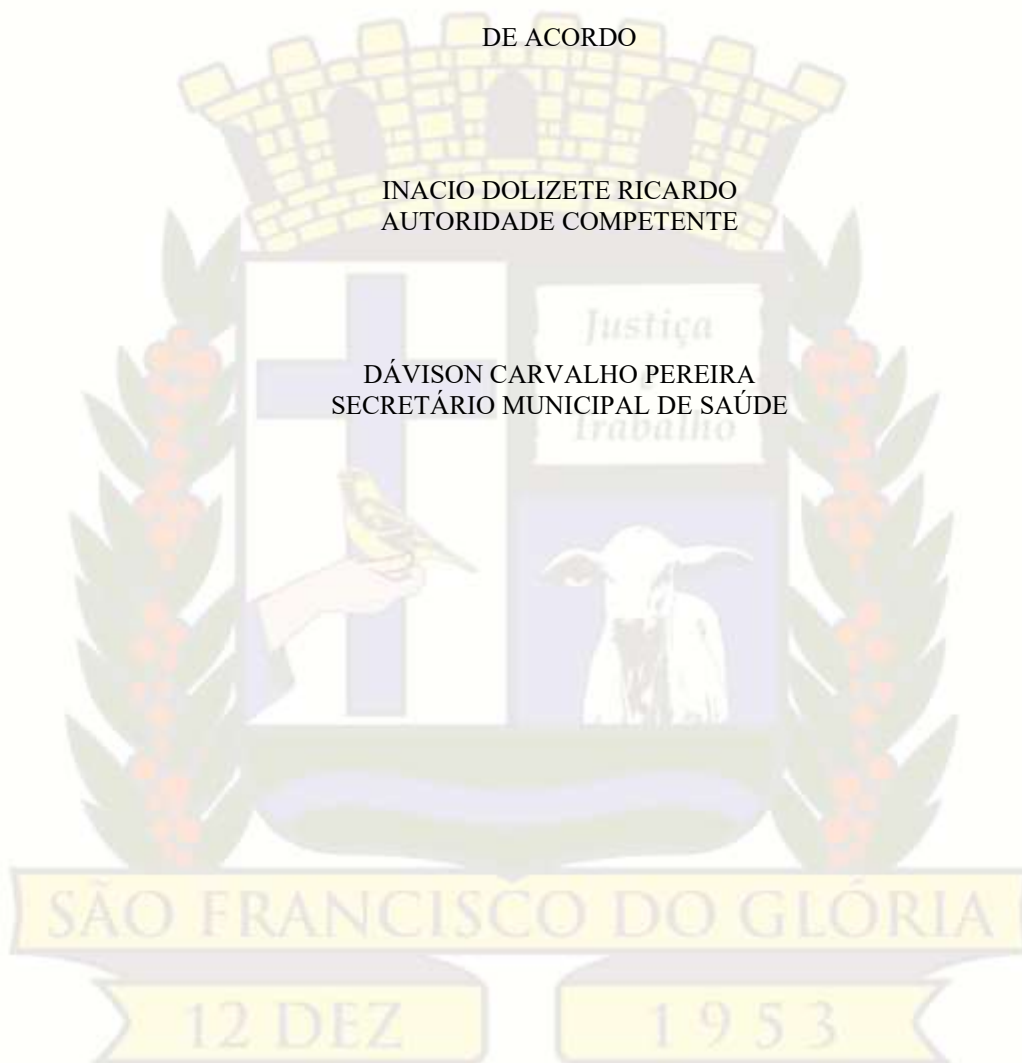 DE ACORDO
INACIO DOLIZETE RICARDO
AUTORIDADE COMPETENTE
Justiça
DÁVISON CARVALHO PEREIRA
SECRETÁRIO MUNICIPAL DE SAÚDE
Trabalho
SÃO FRANCISCO DO GLÓRIA
12 DEZ
1953